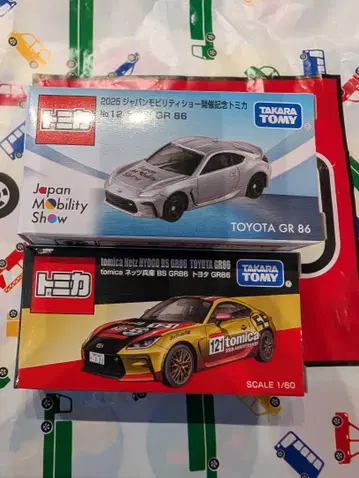 トミカ
2025 ジャパンモビリティショー開催記念トミカ
GR 86
TAKARA
TOMY
Japan
Mobility
Show
TOYOTA GR 86
トミカ
tomica Netz HYOGO BS GR86 TOYOTA GR86
tomica ネッツ兵庫 BS GR86 トヨタ GR86
TAKARA
TOMY
121 tomica
SCALE 1/60